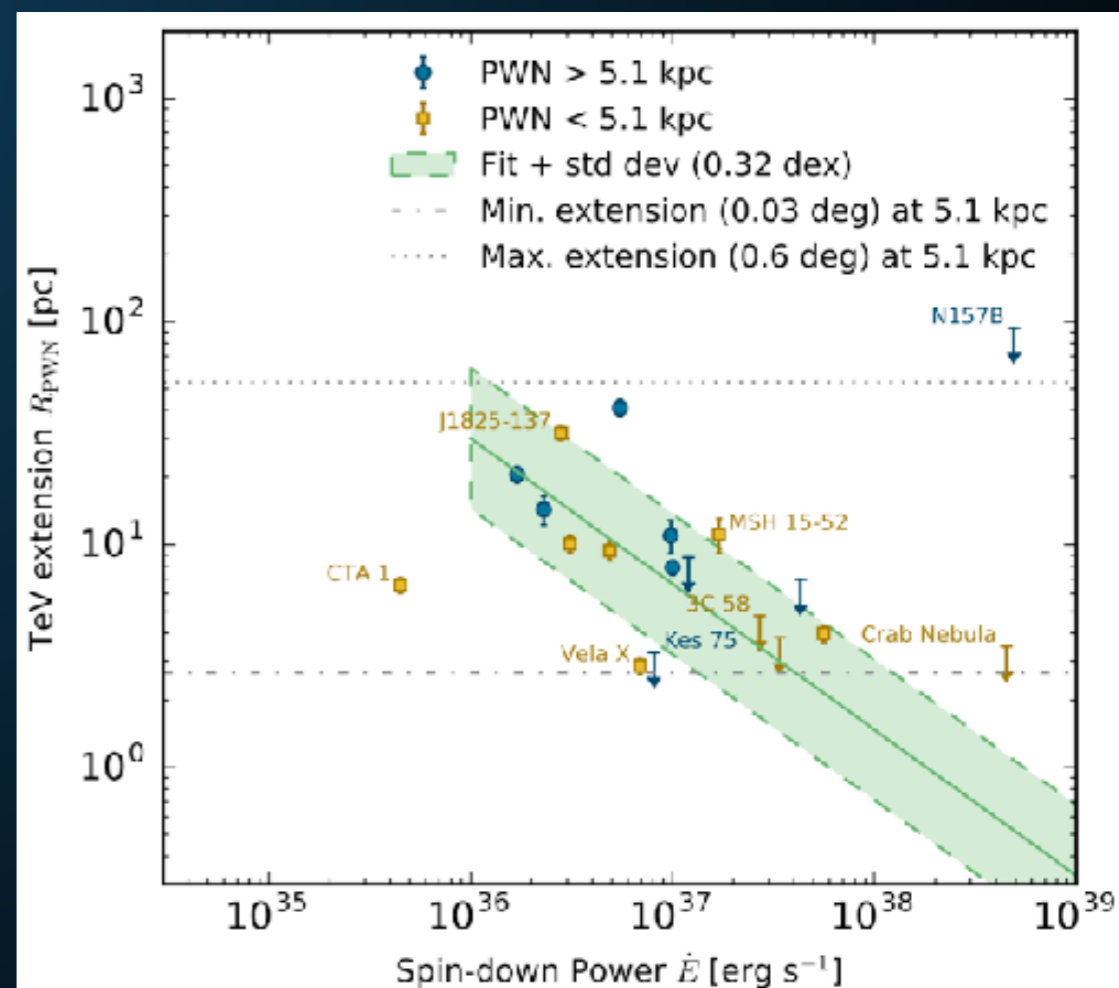 PWN > 5.1 kpc
PWN < 5.1 kpc
Fit + std dev (0.32 dex)
Min. extension (0.03 deg) at 5.1 kpc
Max. extension (0.6 deg) at 5.1 kpc
10³
10²
10¹
10⁰
TeV extension R_PWN [pc]
N157B
J1825-137
MSH 15-52
CTA 1
3C 58
Kes 75
Crab Nebula
Vela X
10³⁵
10³⁶
10³⁷
10³⁸
10³⁹
Spin-down Power Ė [erg s⁻¹]